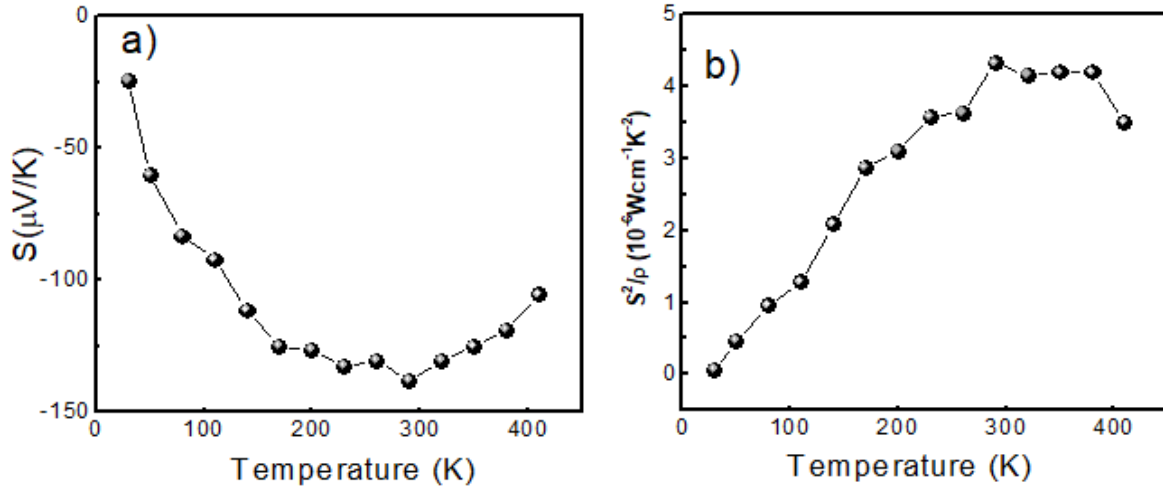 a)
0
-50
-100
-150
S(μV/K)
0 100 200 300 400
Temperature (K)
b)
5
4
3
2
1
0
S²/ρ (10⁻⁶Wcm⁻¹K⁻²)
0 100 200 300 400
Temperature (K)